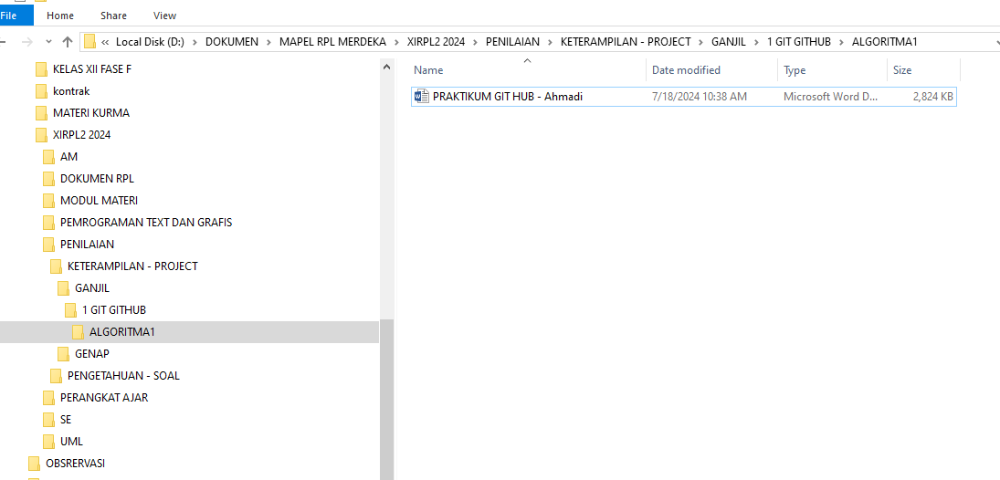 File Home Share View
« Local Disk (D:) > DOKUMEN > MAPEL RPL MERDEKA > XIRPL2 2024 > PENILAIAN > KETERAMPILAN - PROJECT > GANJIL > 1 GIT GITHUB > ALGORITMA1
KELAS XII FASE F
kontrak
MATERI KURMA
XIRPL2 2024
AM
DOKUMEN RPL
MODUL MATERI
PEMROGRAMAN TEXT DAN GRAFIS
PENILAIAN
KETERAMPILAN - PROJECT
GANJIL
1 GIT GITHUB
ALGORITMA1
GENAP
PENGETAHUAN - SOAL
PERANGKAT AJAR
SE
UML
OBSRERVASI
Name Date modified Type Size
PRAKTIKUM GIT HUB - Ahmadi 7/18/2024 10:38 AM Microsoft Word D... 2,824 KB